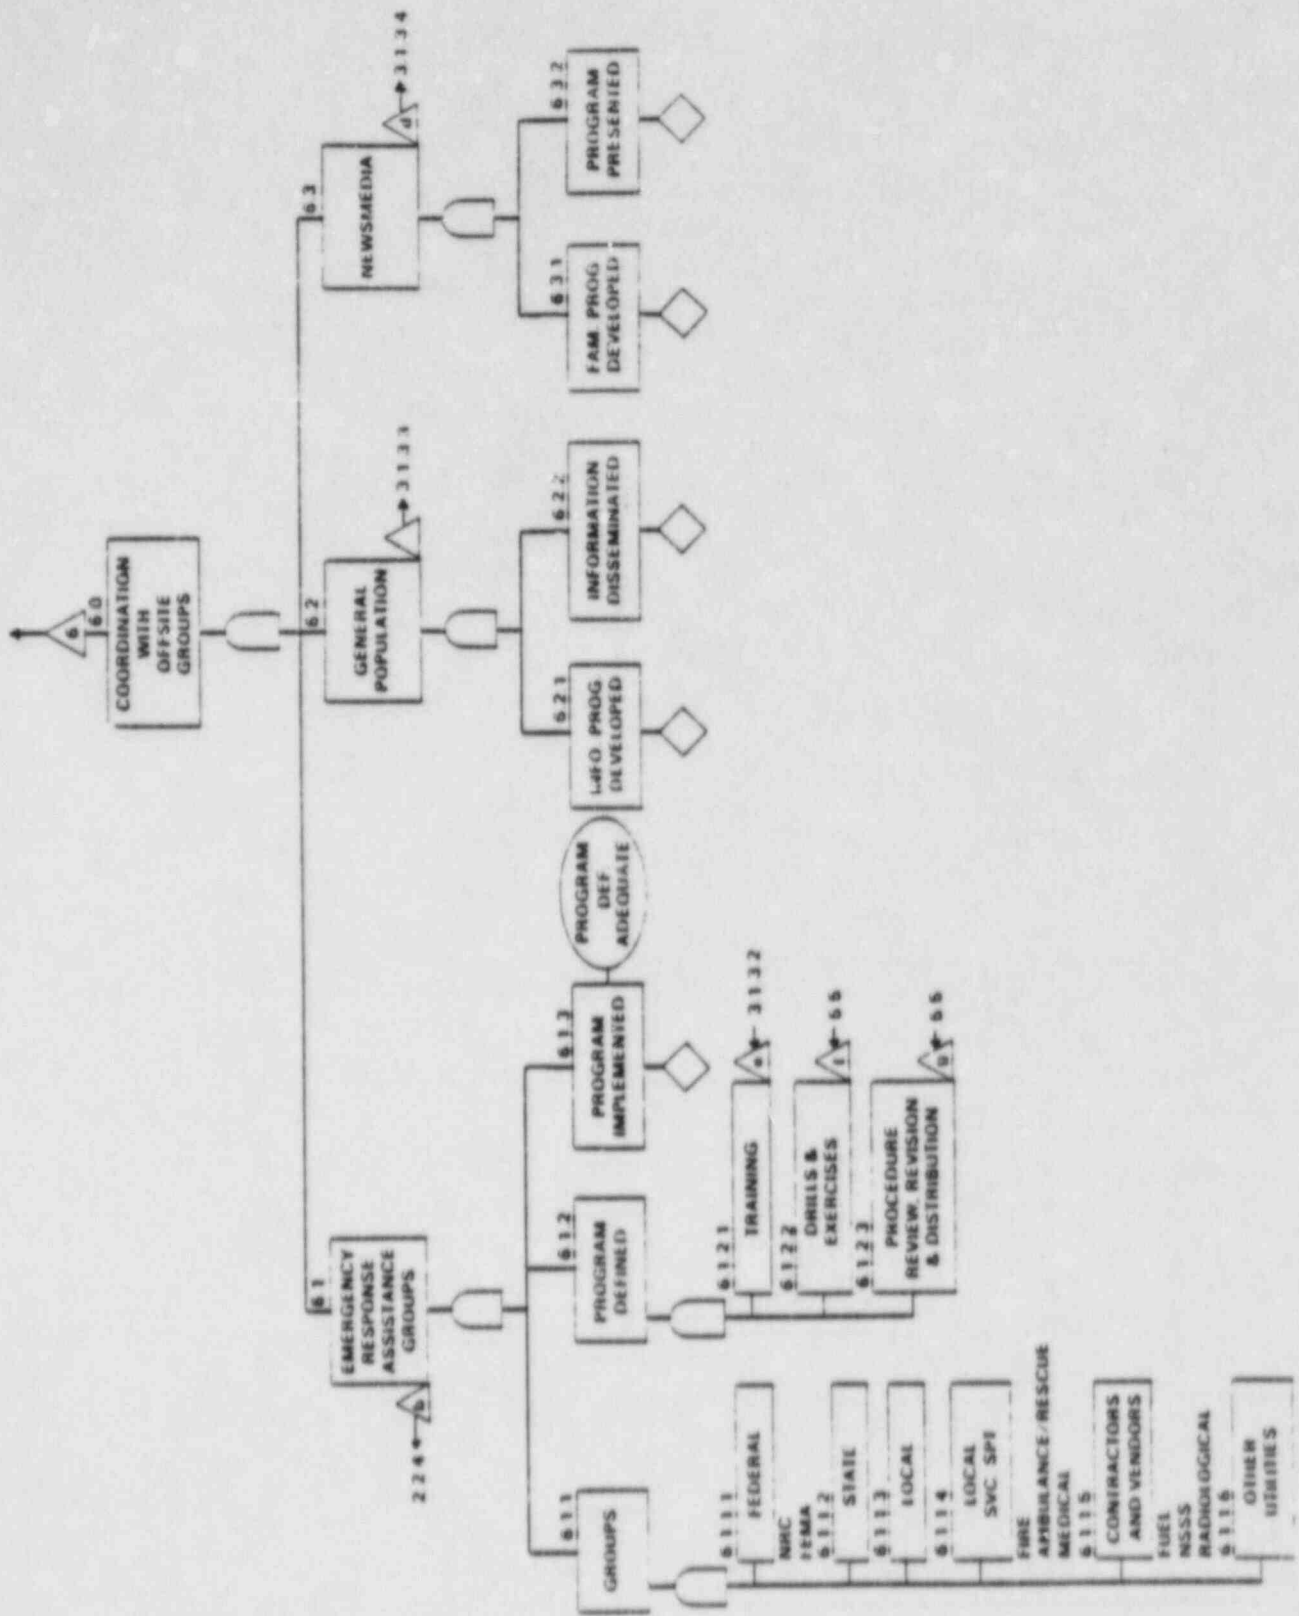 6
6.0
COORDINATION
WITH
OFFSITE
GROUPS
6.1
EMERGENCY
RESPONSE
ASSISTANCE
GROUPS
2.2.4
6.1.1
GROUPS
6.1.1.1
FEDERAL
NRC
FEMA
6.1.1.2
STATE
6.1.1.3
LOCAL
6.1.1.4
LOCAL
SVC SPT
FIRE
AMBULANCE/RESCUE
MEDICAL
6.1.1.5
CONTRACTORS
AND VENDORS
FUEL
NSSS
RADIOLOGICAL
6.1.1.6
OTHER
UTILITIES
6.1.2
PROGRAM
DEFINED
6.1.2.1
TRAINING
3.1.3.2
6.1.2.2
DRILLS &
EXERCISES
5.5
6.1.2.3
PROCEDURE
REVIEW, REVISION
& DISTRIBUTION
6.1.3
PROGRAM
IMPLEMENTED
PROGRAM
DEF
ADEQUATE
6.2
GENERAL
POPULATION
3.1.3.3
6.2.1
INFO PROG
DEVELOPED
6.2.2
INFORMATION
DISSEMINATED
6.3
NEWSMEDIA
d
3.1.3.4
6.3.1
FAM. PROG
DEVELOPED
6.3.2
PROGRAM
PRESENTED